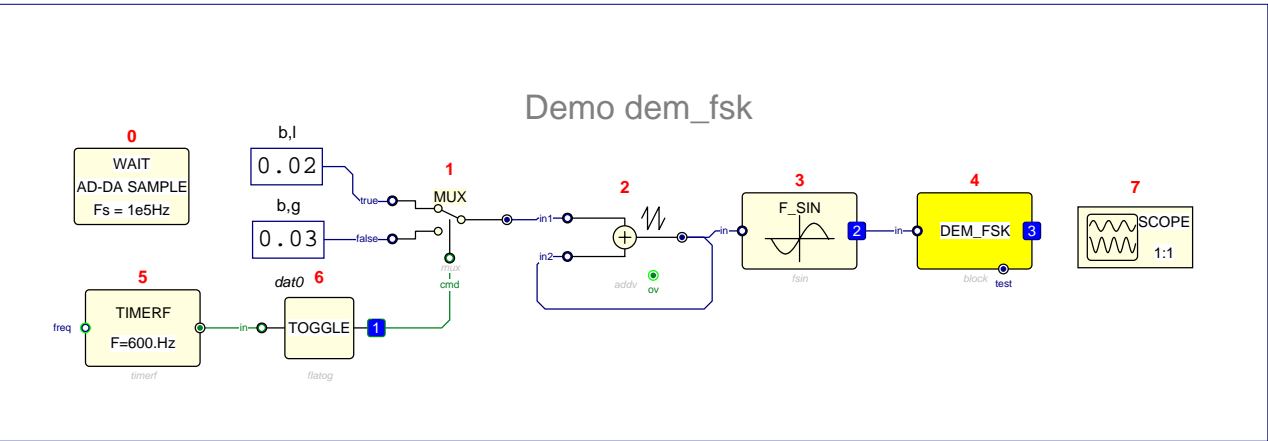 Demo dem_fsk
0
WAIT
AD-DA SAMPLE
Fs = 1e5Hz
b,l
0.02
true
b,g
0.03
false
1
MUX
mux
cmd
2
in1
in2
addv
ov
3
in
F_SIN
2
fsin
4
in
DEM_FSK
3
block
test
7
SCOPE
1:1
5
freq
TIMERF
F=600.Hz
timerf
dat0
6
in
TOGGLE
1
flatog